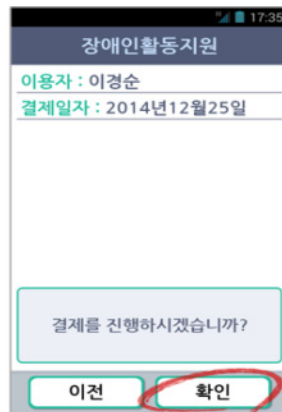 17:35
장애인활동지원
이용자 : 이경순
결제일자 : 2014년12월25일
결제를 진행하시겠습니까?
이전 확인